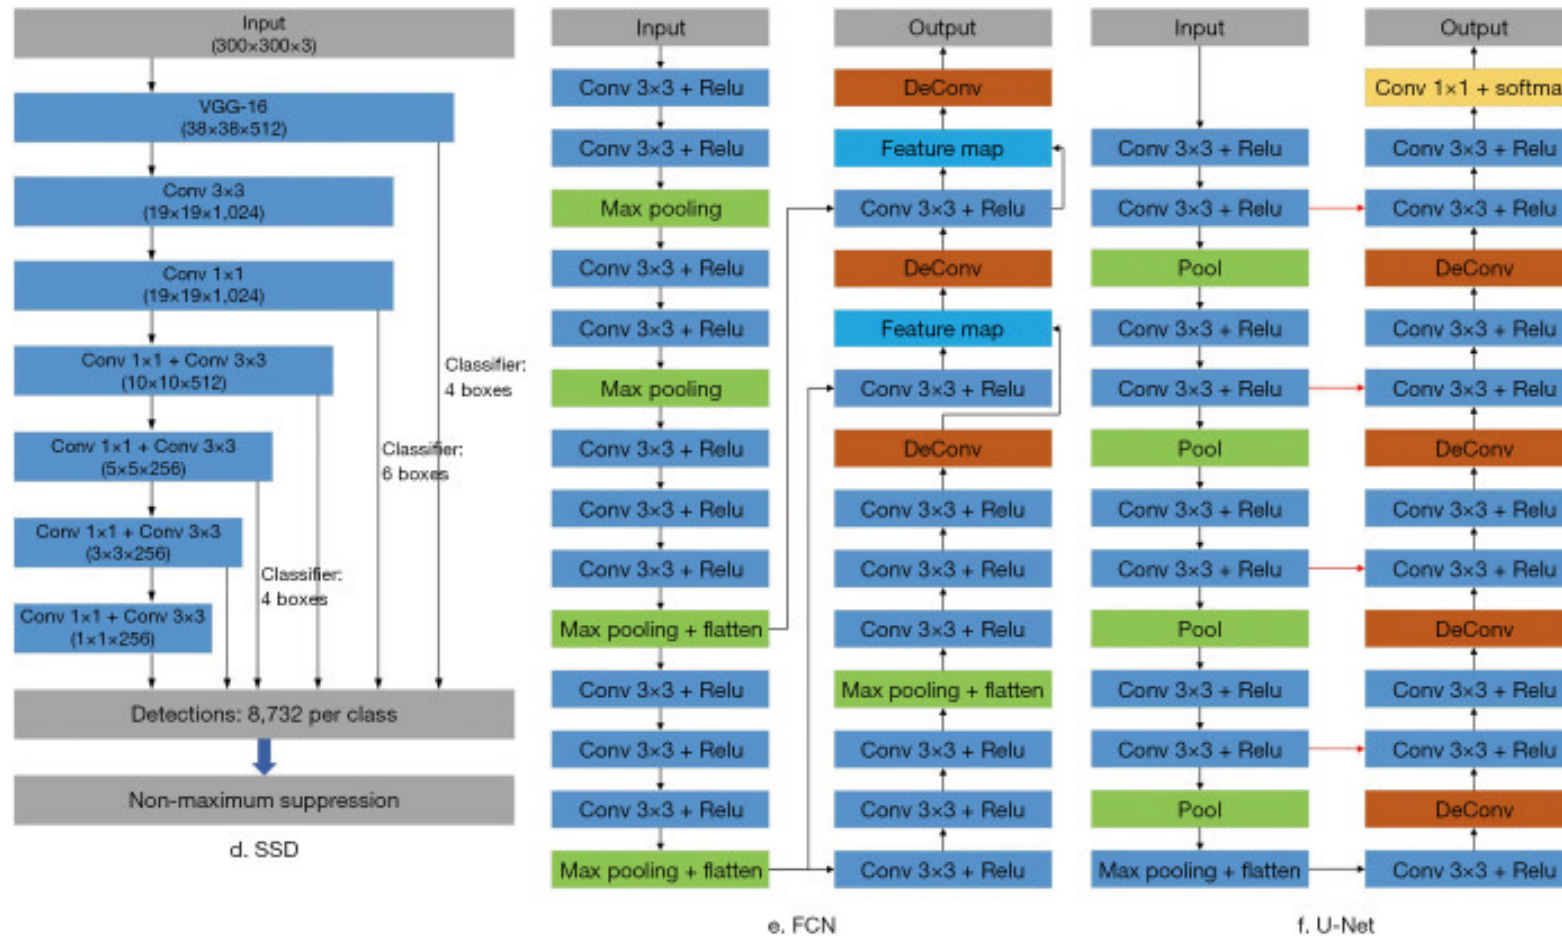 Input
(300×300×3)
VGG-16
(38×38×512)
Conv 3×3
(19×19×1,024)
Conv 1×1
(19×19×1,024)
Conv 1×1 + Conv 3×3
(10×10×512)
Conv 1×1 + Conv 3×3
(5×5×256)
Conv 1×1 + Conv 3×3
(3×3×256)
Conv 1×1 + Conv 3×3
(1×1×256)
Classifier:
4 boxes
Classifier:
6 boxes
Classifier:
4 boxes
Detections: 8,732 per class
Non-maximum suppression
d. SSD
Input
Conv 3×3 + Relu
Conv 3×3 + Relu
Max pooling
Conv 3×3 + Relu
Conv 3×3 + Relu
Max pooling
Conv 3×3 + Relu
Conv 3×3 + Relu
Conv 3×3 + Relu
Max pooling + flatten
Conv 3×3 + Relu
Conv 3×3 + Relu
Conv 3×3 + Relu
Max pooling + flatten
Output
DeConv
Feature map
Conv 3×3 + Relu
DeConv
Feature map
Conv 3×3 + Relu
DeConv
Conv 3×3 + Relu
Conv 3×3 + Relu
Conv 3×3 + Relu
Max pooling + flatten
Conv 3×3 + Relu
Conv 3×3 + Relu
Conv 3×3 + Relu
e. FCN
Input
Conv 3×3 + Relu
Conv 3×3 + Relu
Pool
Conv 3×3 + Relu
Conv 3×3 + Relu
Pool
Conv 3×3 + Relu
Conv 3×3 + Relu
Pool
Conv 3×3 + Relu
Conv 3×3 + Relu
Pool
Max pooling + flatten
Output
Conv 1×1 + softma
Conv 3×3 + Relu
Conv 3×3 + Relu
DeConv
Conv 3×3 + Relu
Conv 3×3 + Relu
DeConv
Conv 3×3 + Relu
Conv 3×3 + Relu
DeConv
Conv 3×3 + Relu
Conv 3×3 + Relu
DeConv
Conv 3×3 + Relu
f. U-Net